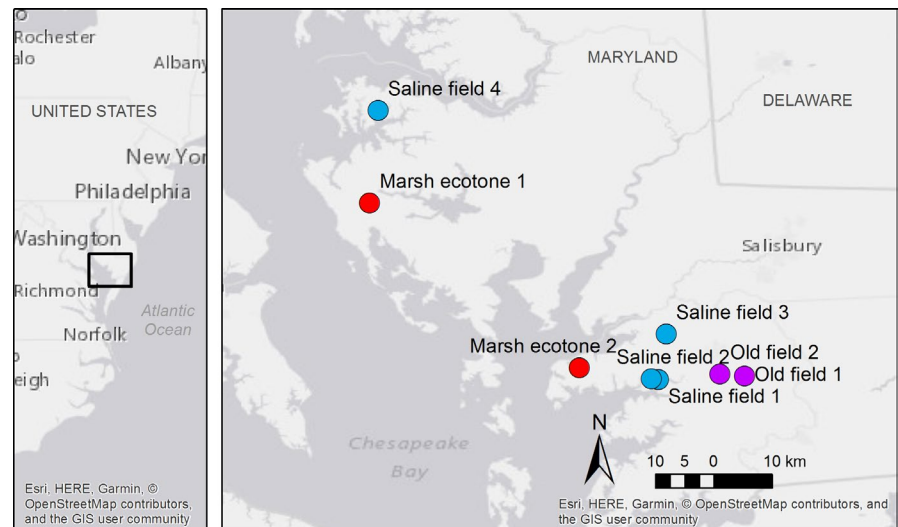 o
Rochester
alo
Albany
UNITED STATES
New Yor
Philadelphia
Washington
Richmond
Atlantic
Ocean
Norfolk
eigh
Esri, HERE, Garmin, ©
OpenStreetMap contributors,
and the GIS user community
MARYLAND
DELAWARE
Saline field 4
Marsh ecotone 1
Salisbury
Saline field 3
Marsh ecotone 2
Saline field 2
Old field 2
Old field 1
Saline field 1
Chesapeake
Bay
N
10 5 0 10 km
Esri, HERE, Garmin, © OpenStreetMap contributors, and
the GIS user community